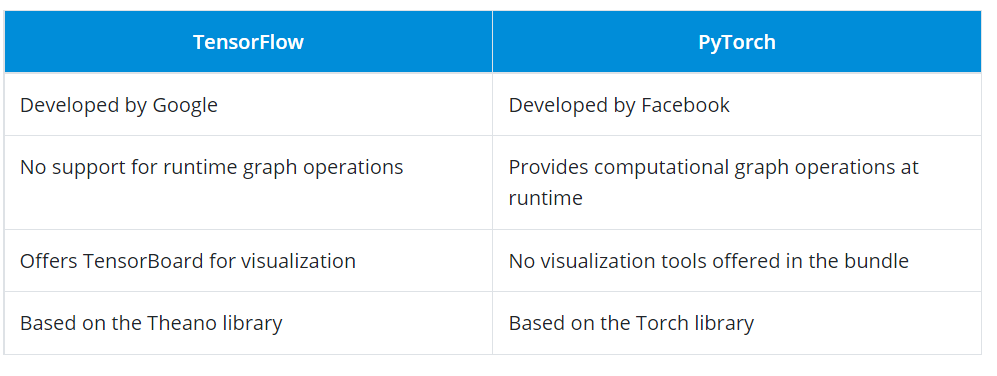 TensorFlow
PyTorch
Developed by Google
Developed by Facebook
No support for runtime graph operations
Provides computational graph operations at
runtime
Offers TensorBoard for visualization
No visualization tools offered in the bundle
Based on the Theano library
Based on the Torch library